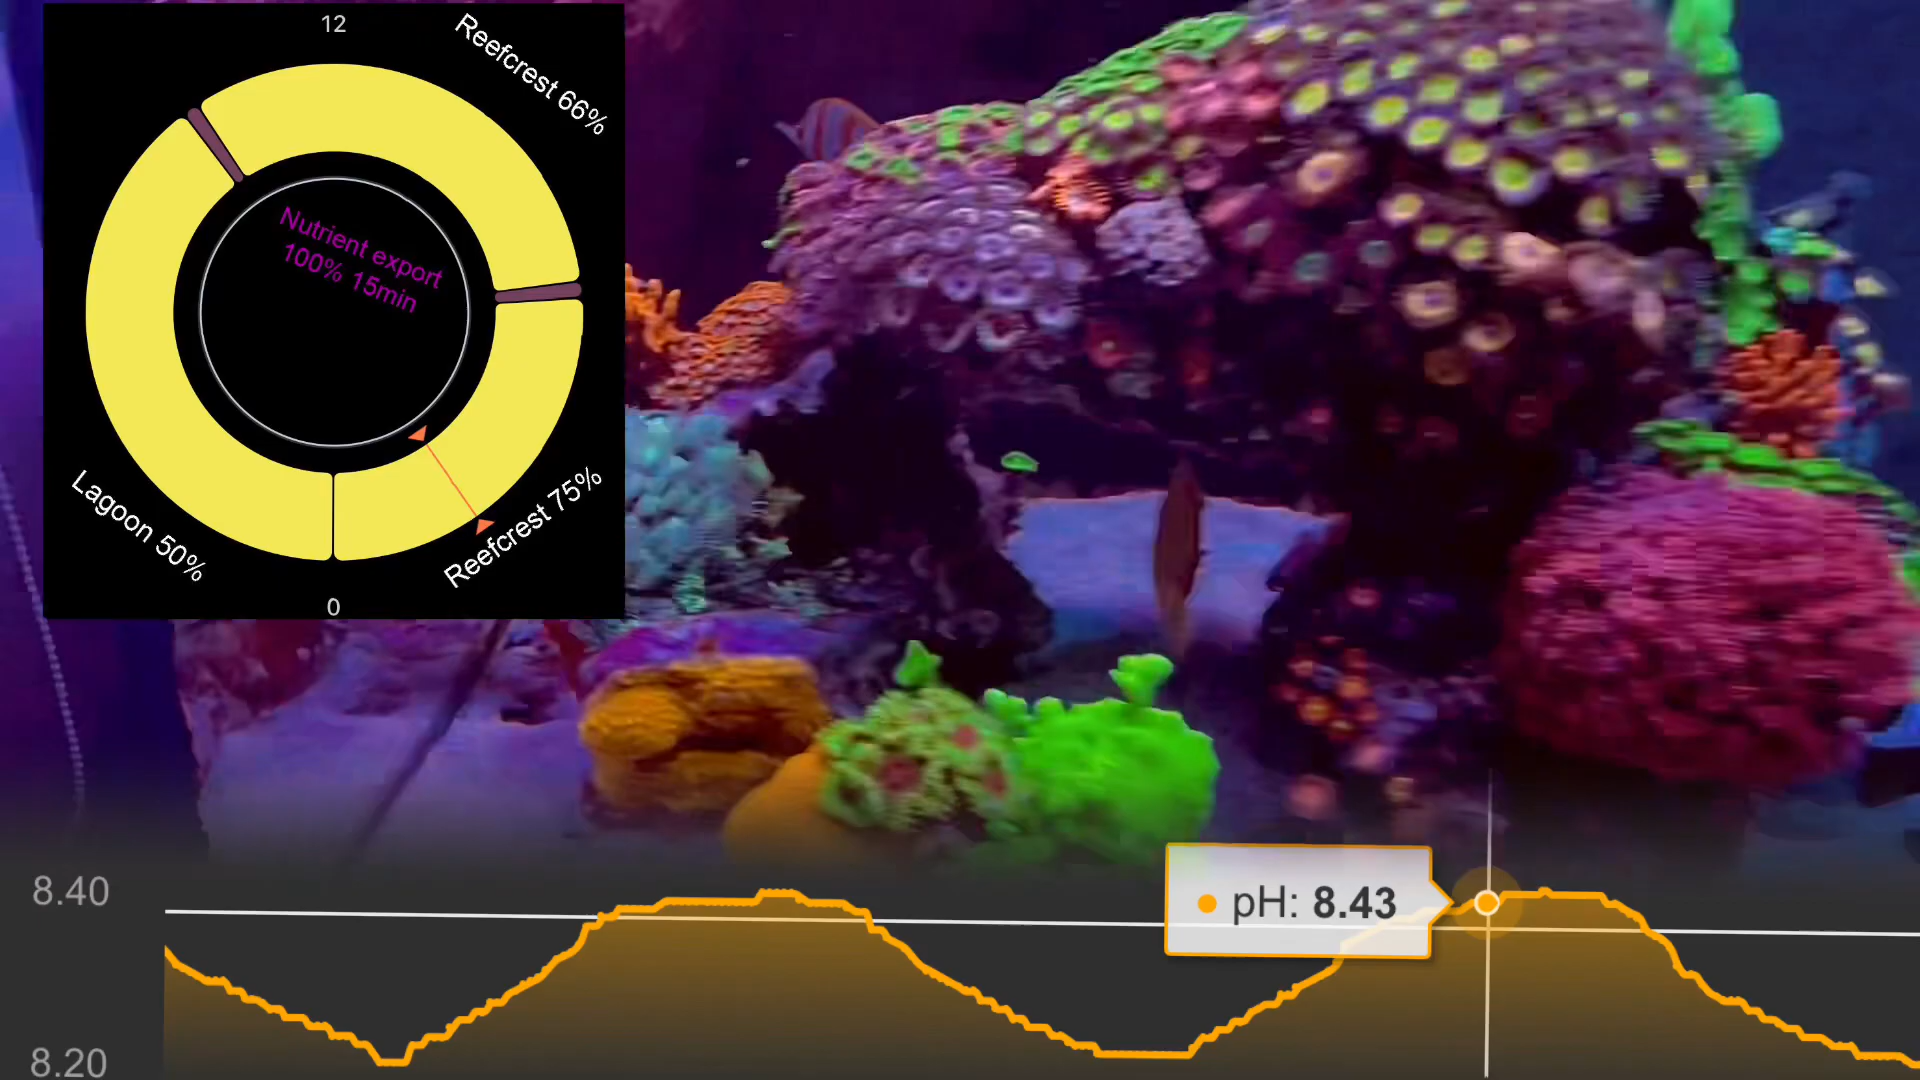 12
Reefcrest 66%
Nutrient export
100% 15min
Lagoon 50%
Reefcrest 75%
0
8.40
pH: 8.43
8.20